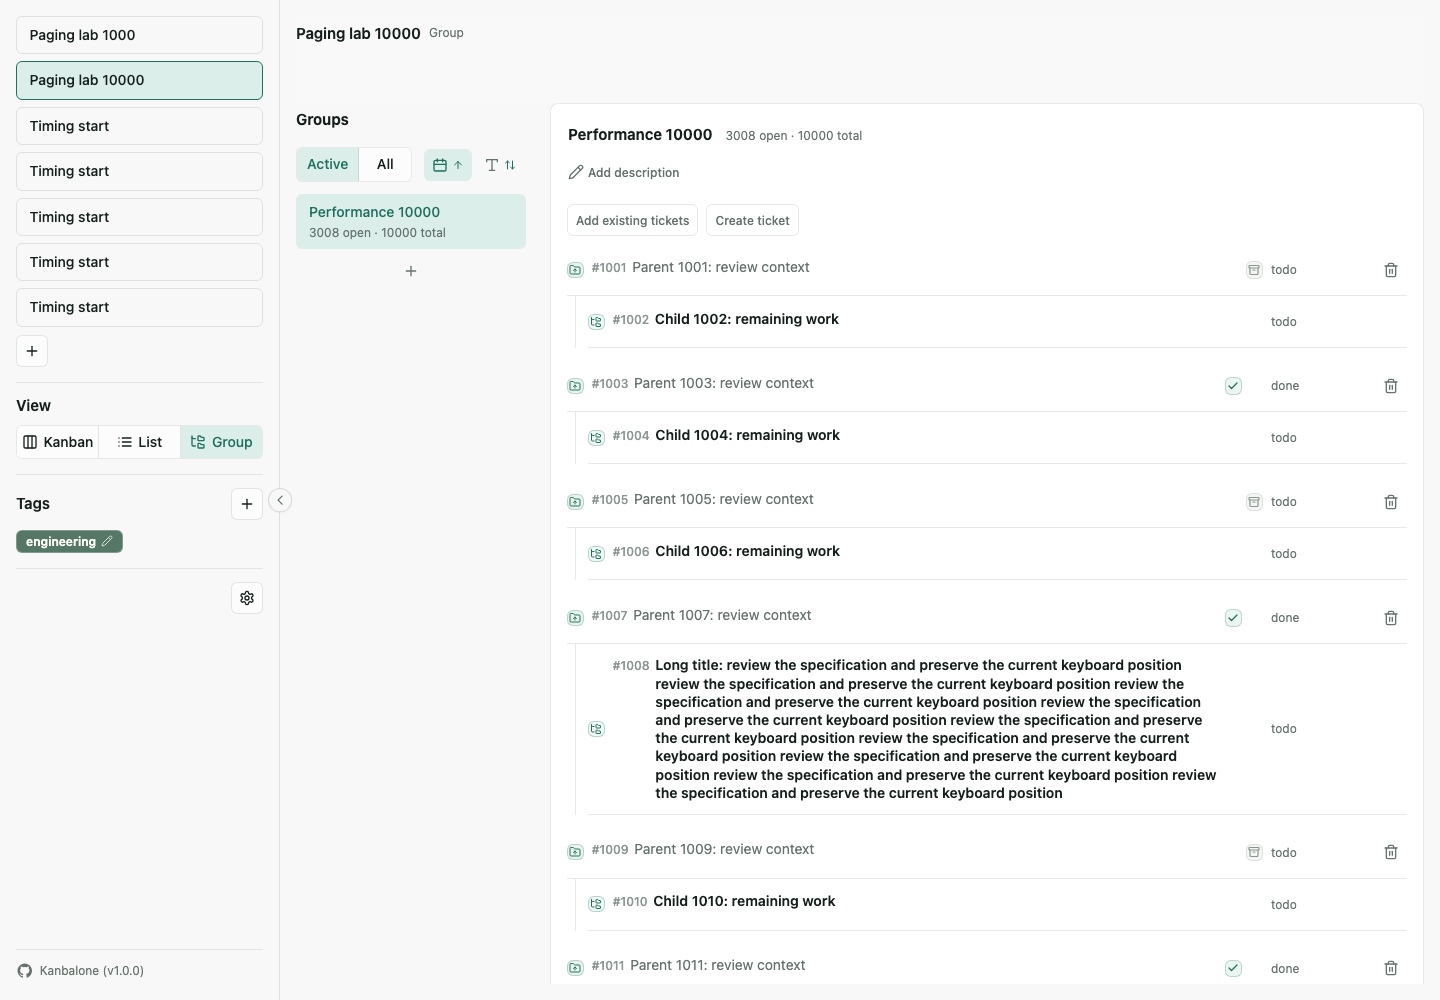 Paging lab 1000
Paging lab 10000
Timing start
Timing start
Timing start
Timing start
Timing start
View
Kanban
List
Group
Tags
engineering
Kanbalone (v1.0.0)
Paging lab 10000 Group
Groups
Active
All
Performance 10000
3008 open · 10000 total
Performance 10000 3008 open · 10000 total
Add description
Add existing tickets
Create ticket
#1001 Parent 1001: review context todo
#1002 Child 1002: remaining work todo
#1003 Parent 1003: review context done
#1004 Child 1004: remaining work todo
#1005 Parent 1005: review context todo
#1006 Child 1006: remaining work todo
#1007 Parent 1007: review context done
#1008 Long title: review the specification and preserve the current keyboard position
review the specification and preserve the current keyboard position review the
specification and preserve the current keyboard position review the specification
and preserve the current keyboard position review the specification and preserve
the current keyboard position review the specification and preserve the current
keyboard position review the specification and preserve the current keyboard
position review the specification and preserve the current keyboard position review
the specification and preserve the current keyboard position
todo
#1009 Parent 1009: review context todo
#1010 Child 1010: remaining work todo
#1011 Parent 1011: review context done